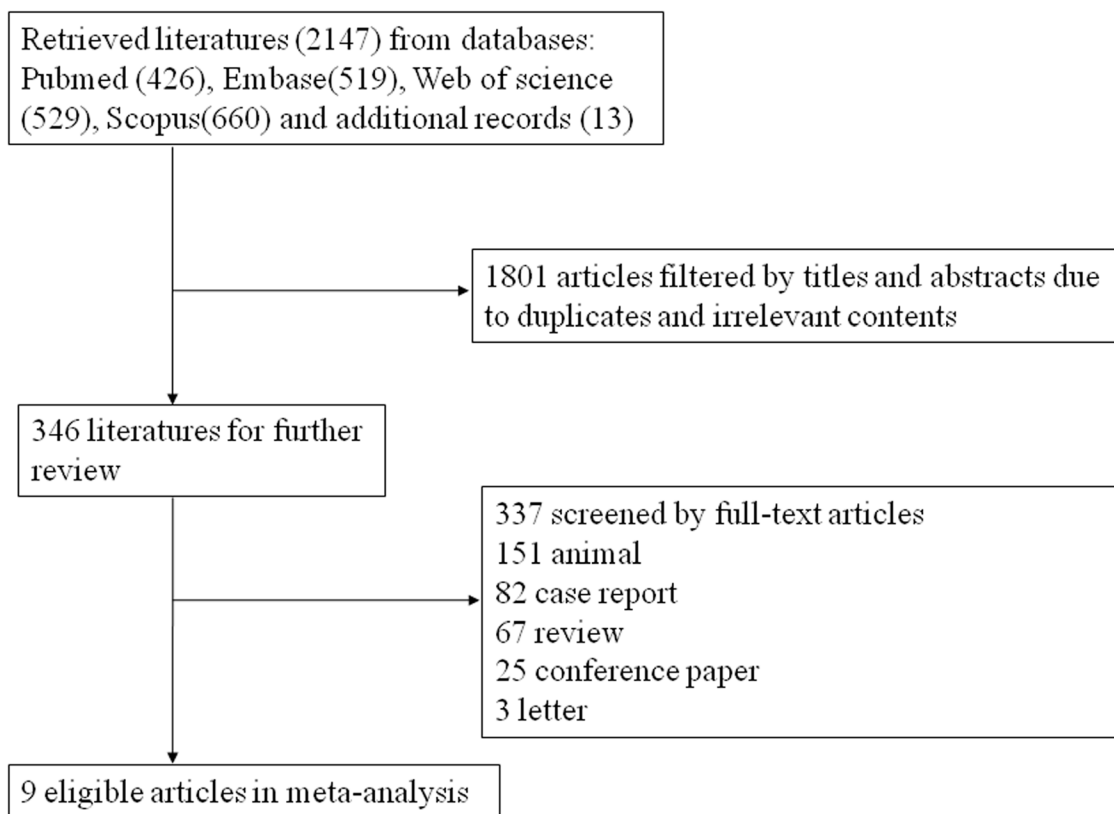 Retrieved literatures (2147) from databases:
Pubmed (426), Embase(519), Web of science
(529), Scopus(660) and additional records (13)
1801 articles filtered by titles and abstracts due
to duplicates and irrelevant contents
346 literatures for further
review
337 screened by full-text articles
151 animal
82 case report
67 review
25 conference paper
3 letter
9 eligible articles in meta-analysis